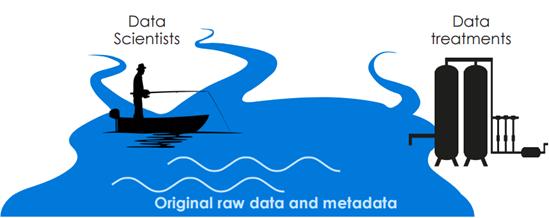 Data
Scientists
Data
treatments
Original raw data and metadata